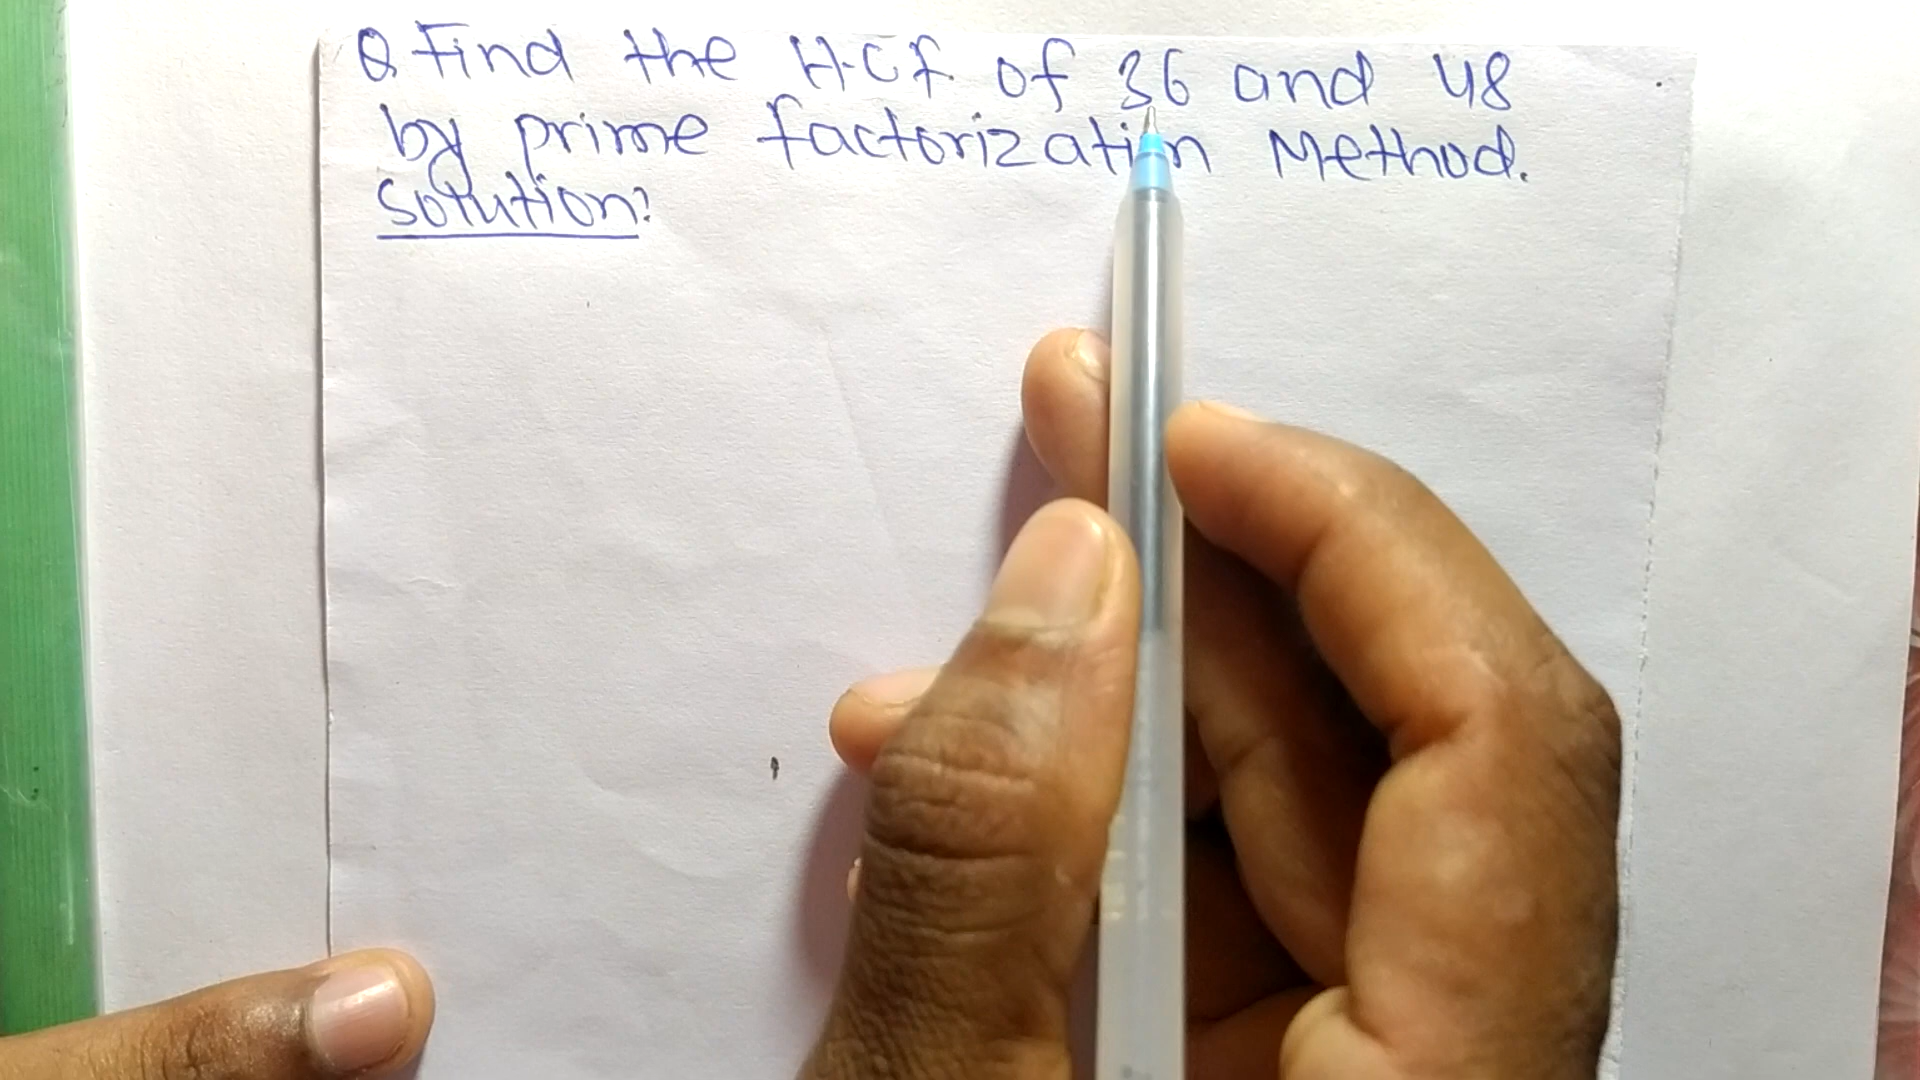 Q Find the H.C.F. of 36 and 48
by prime factorization Method.
Solution: